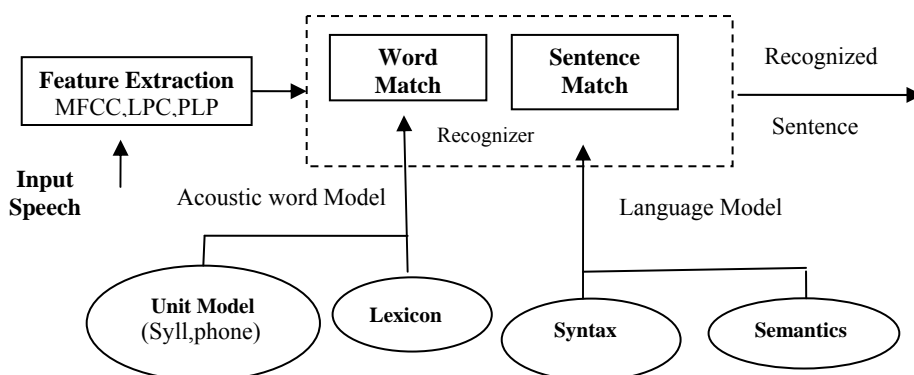 Feature Extraction
MFCC,LPC,PLP
Input
Speech
Word
Match
Sentence
Match
Recognizer
Recognized
Sentence
Acoustic word Model
Language Model
Unit Model
(Syll,phone)
Lexicon
Syntax
Semantics